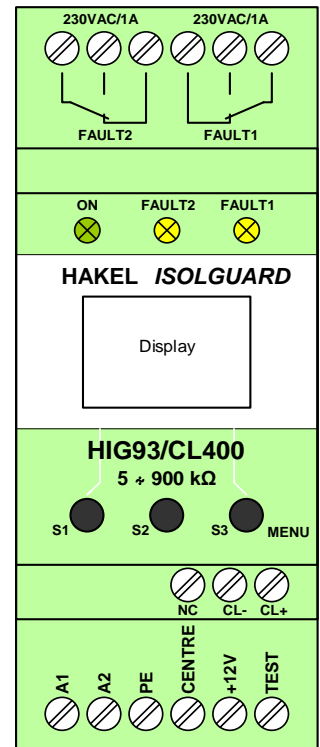 230VAC/1A 230VAC/1A
FAULT2 FAULT1
ON FAULT2 FAULT1
HAKEL ISOLGUARD
Display
HIG93/CL400
5 ÷ 900 kΩ
S1 S2 S3 MENU
NC CL- CL+
A1 A2 PE CENTRE +12V TEST